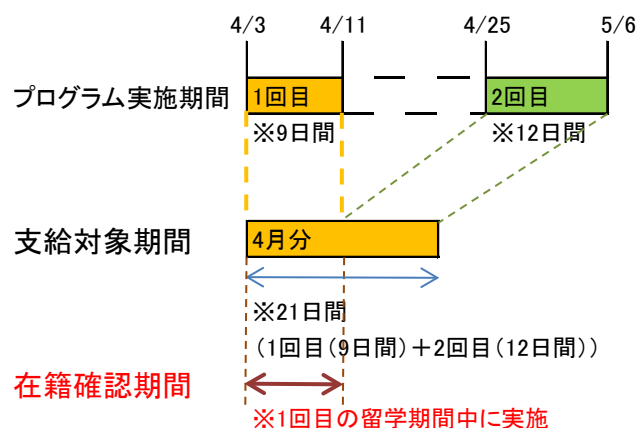 4/3 4/11 4/25 5/6
プログラム実施期間 1回目 2回目
※9日間 ※12日間
支給対象期間 4月分
※21日間
(1回目(9日間)+2回目(12日間))
在籍確認期間
※1回目の留学期間中に実施